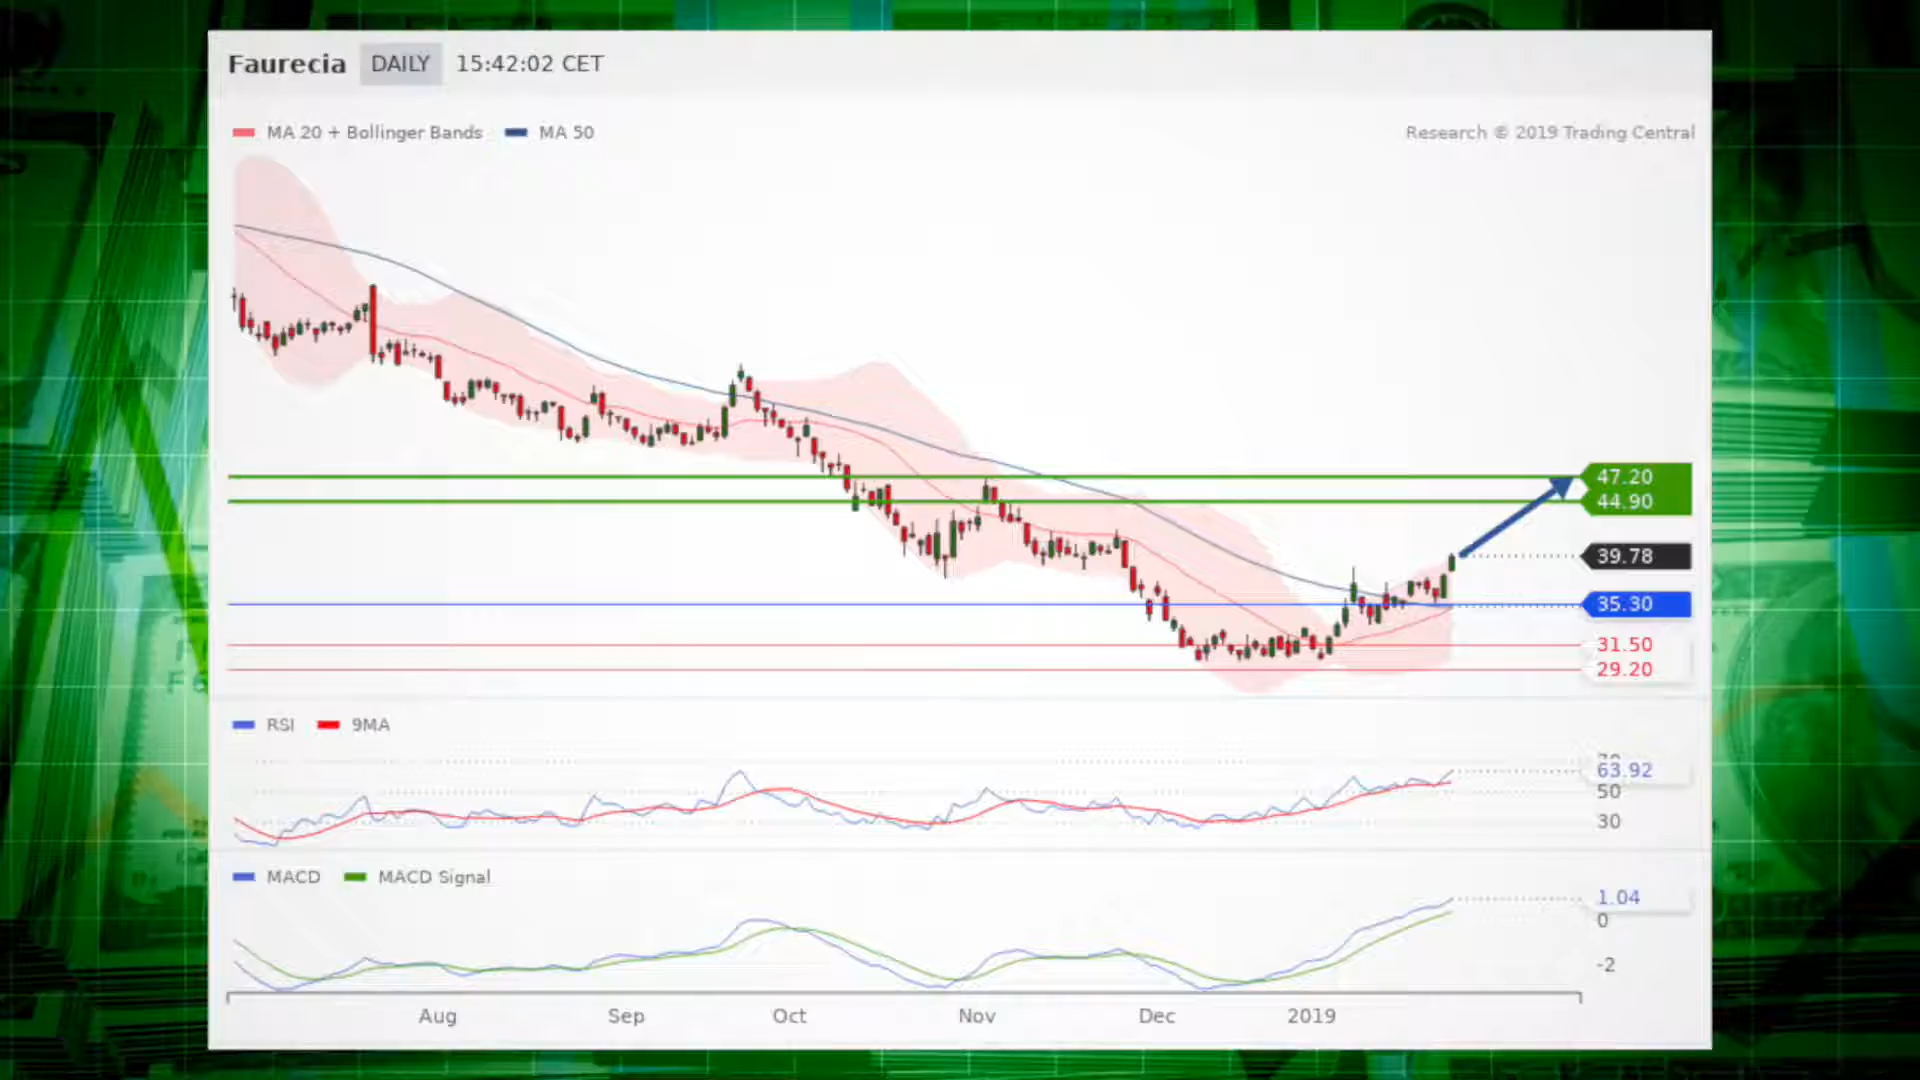 Faurecia DAILY 15:42:02 CET
MA 20 + Bollinger Bands MA 50
Research © 2019 Trading Central
47.20
44.90
39.78
35.30
31.50
29.20
RSI 9MA
63.92
50
30
MACD MACD Signal
1.04
0
-2
Aug Sep Oct Nov Dec 2019